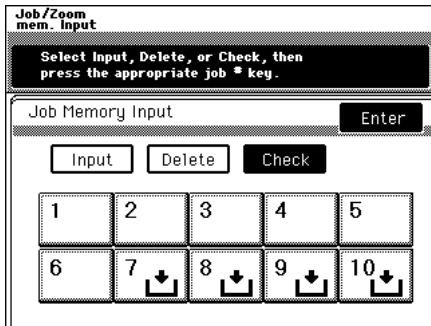 Job/Zoom
mem. Input
Select Input, Delete, or Check, then
press the appropriate job # key.
Job Memory Input
Enter
Input Delete Check
1 2 3 4 5
6 7 8 9 10